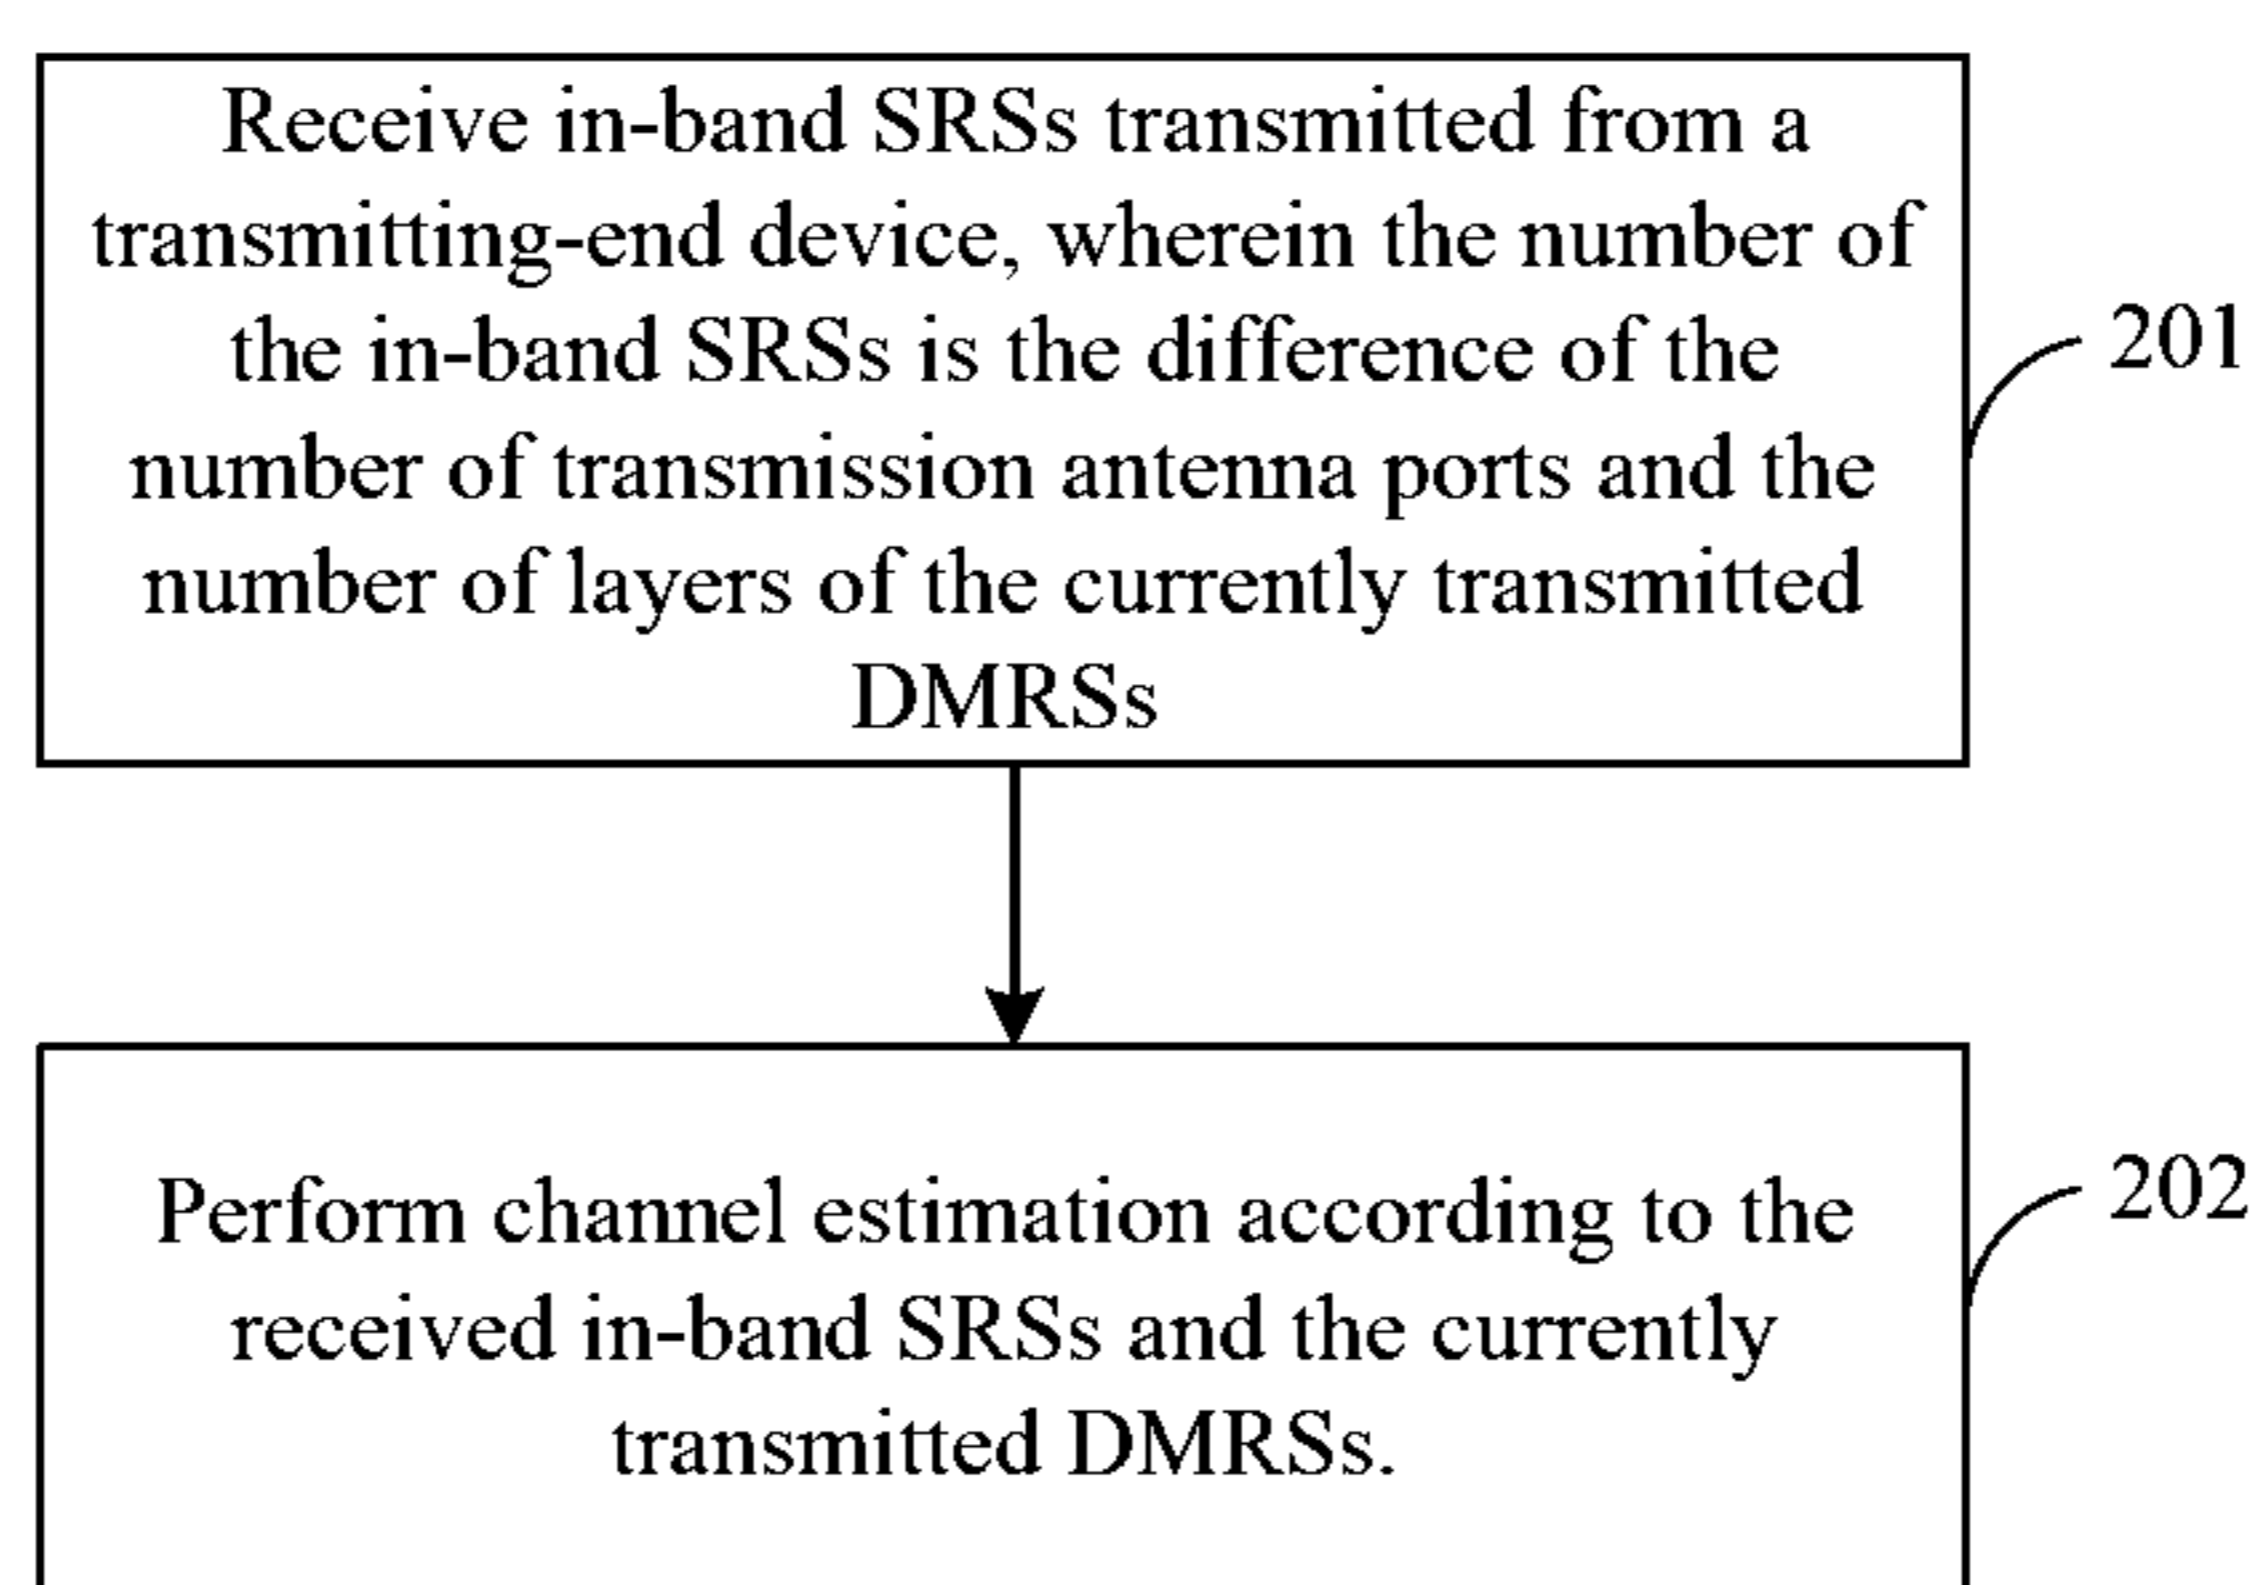 Receive in-band SRSs transmitted from a
transmitting-end device, wherein the number of
the in-band SRSs is the difference of the
number of transmission antenna ports and the
number of layers of the currently transmitted
DMRSs
201
Perform channel estimation according to the
received in-band SRSs and the currently
transmitted DMRSs.
202